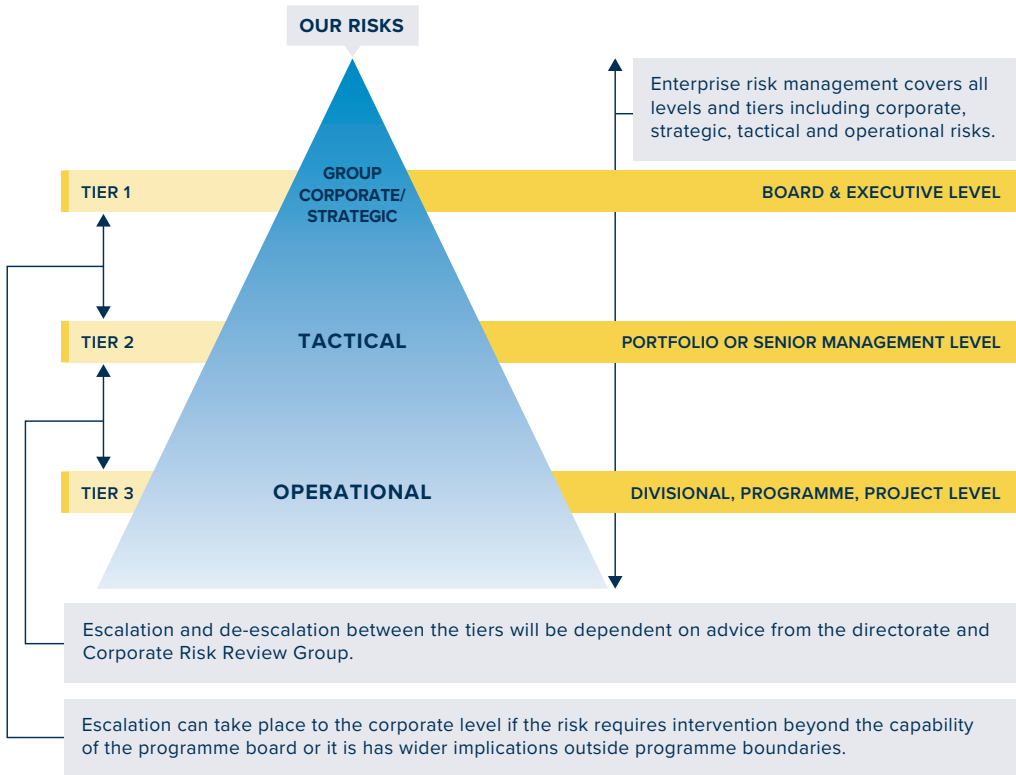 OUR RISKS
Enterprise risk management covers all
levels and tiers including corporate,
strategic, tactical and operational risks.
TIER 1
GROUP
CORPORATE/
STRATEGIC
BOARD & EXECUTIVE LEVEL
TIER 2
TACTICAL
PORTFOLIO OR SENIOR MANAGEMENT LEVEL
TIER 3
OPERATIONAL
DIVISIONAL, PROGRAMME, PROJECT LEVEL
Escalation and de-escalation between the tiers will be dependent on advice from the directorate and
Corporate Risk Review Group.
Escalation can take place to the corporate level if the risk requires intervention beyond the capability
of the programme board or it is has wider implications outside programme boundaries.